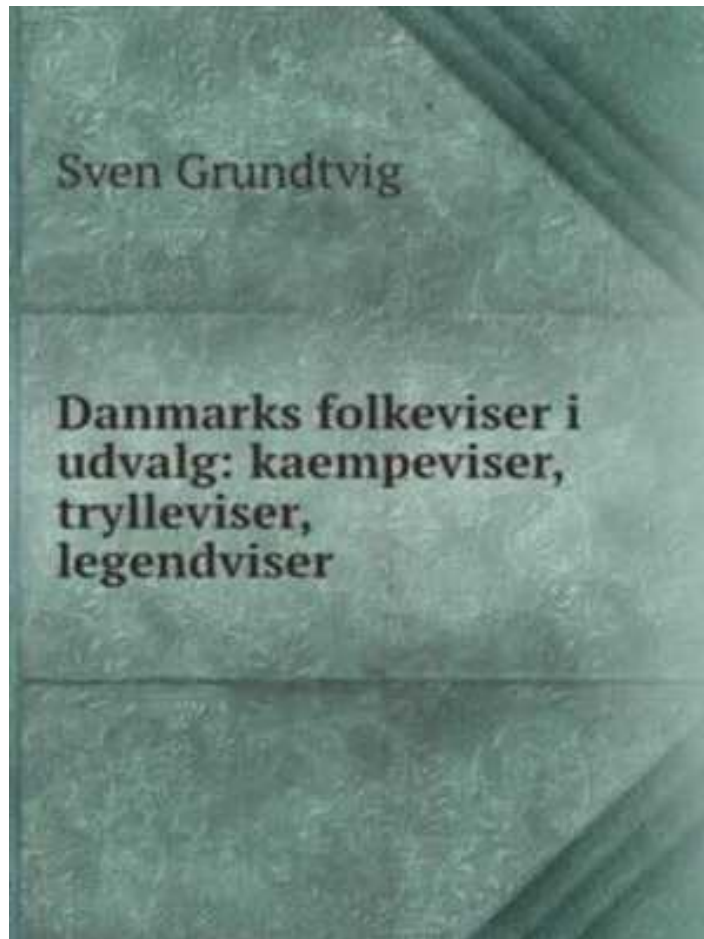 Sven Grundtvig
Danmarks folkeviser i
udvalg: kaempeviser,
trylleviser,
legendviser